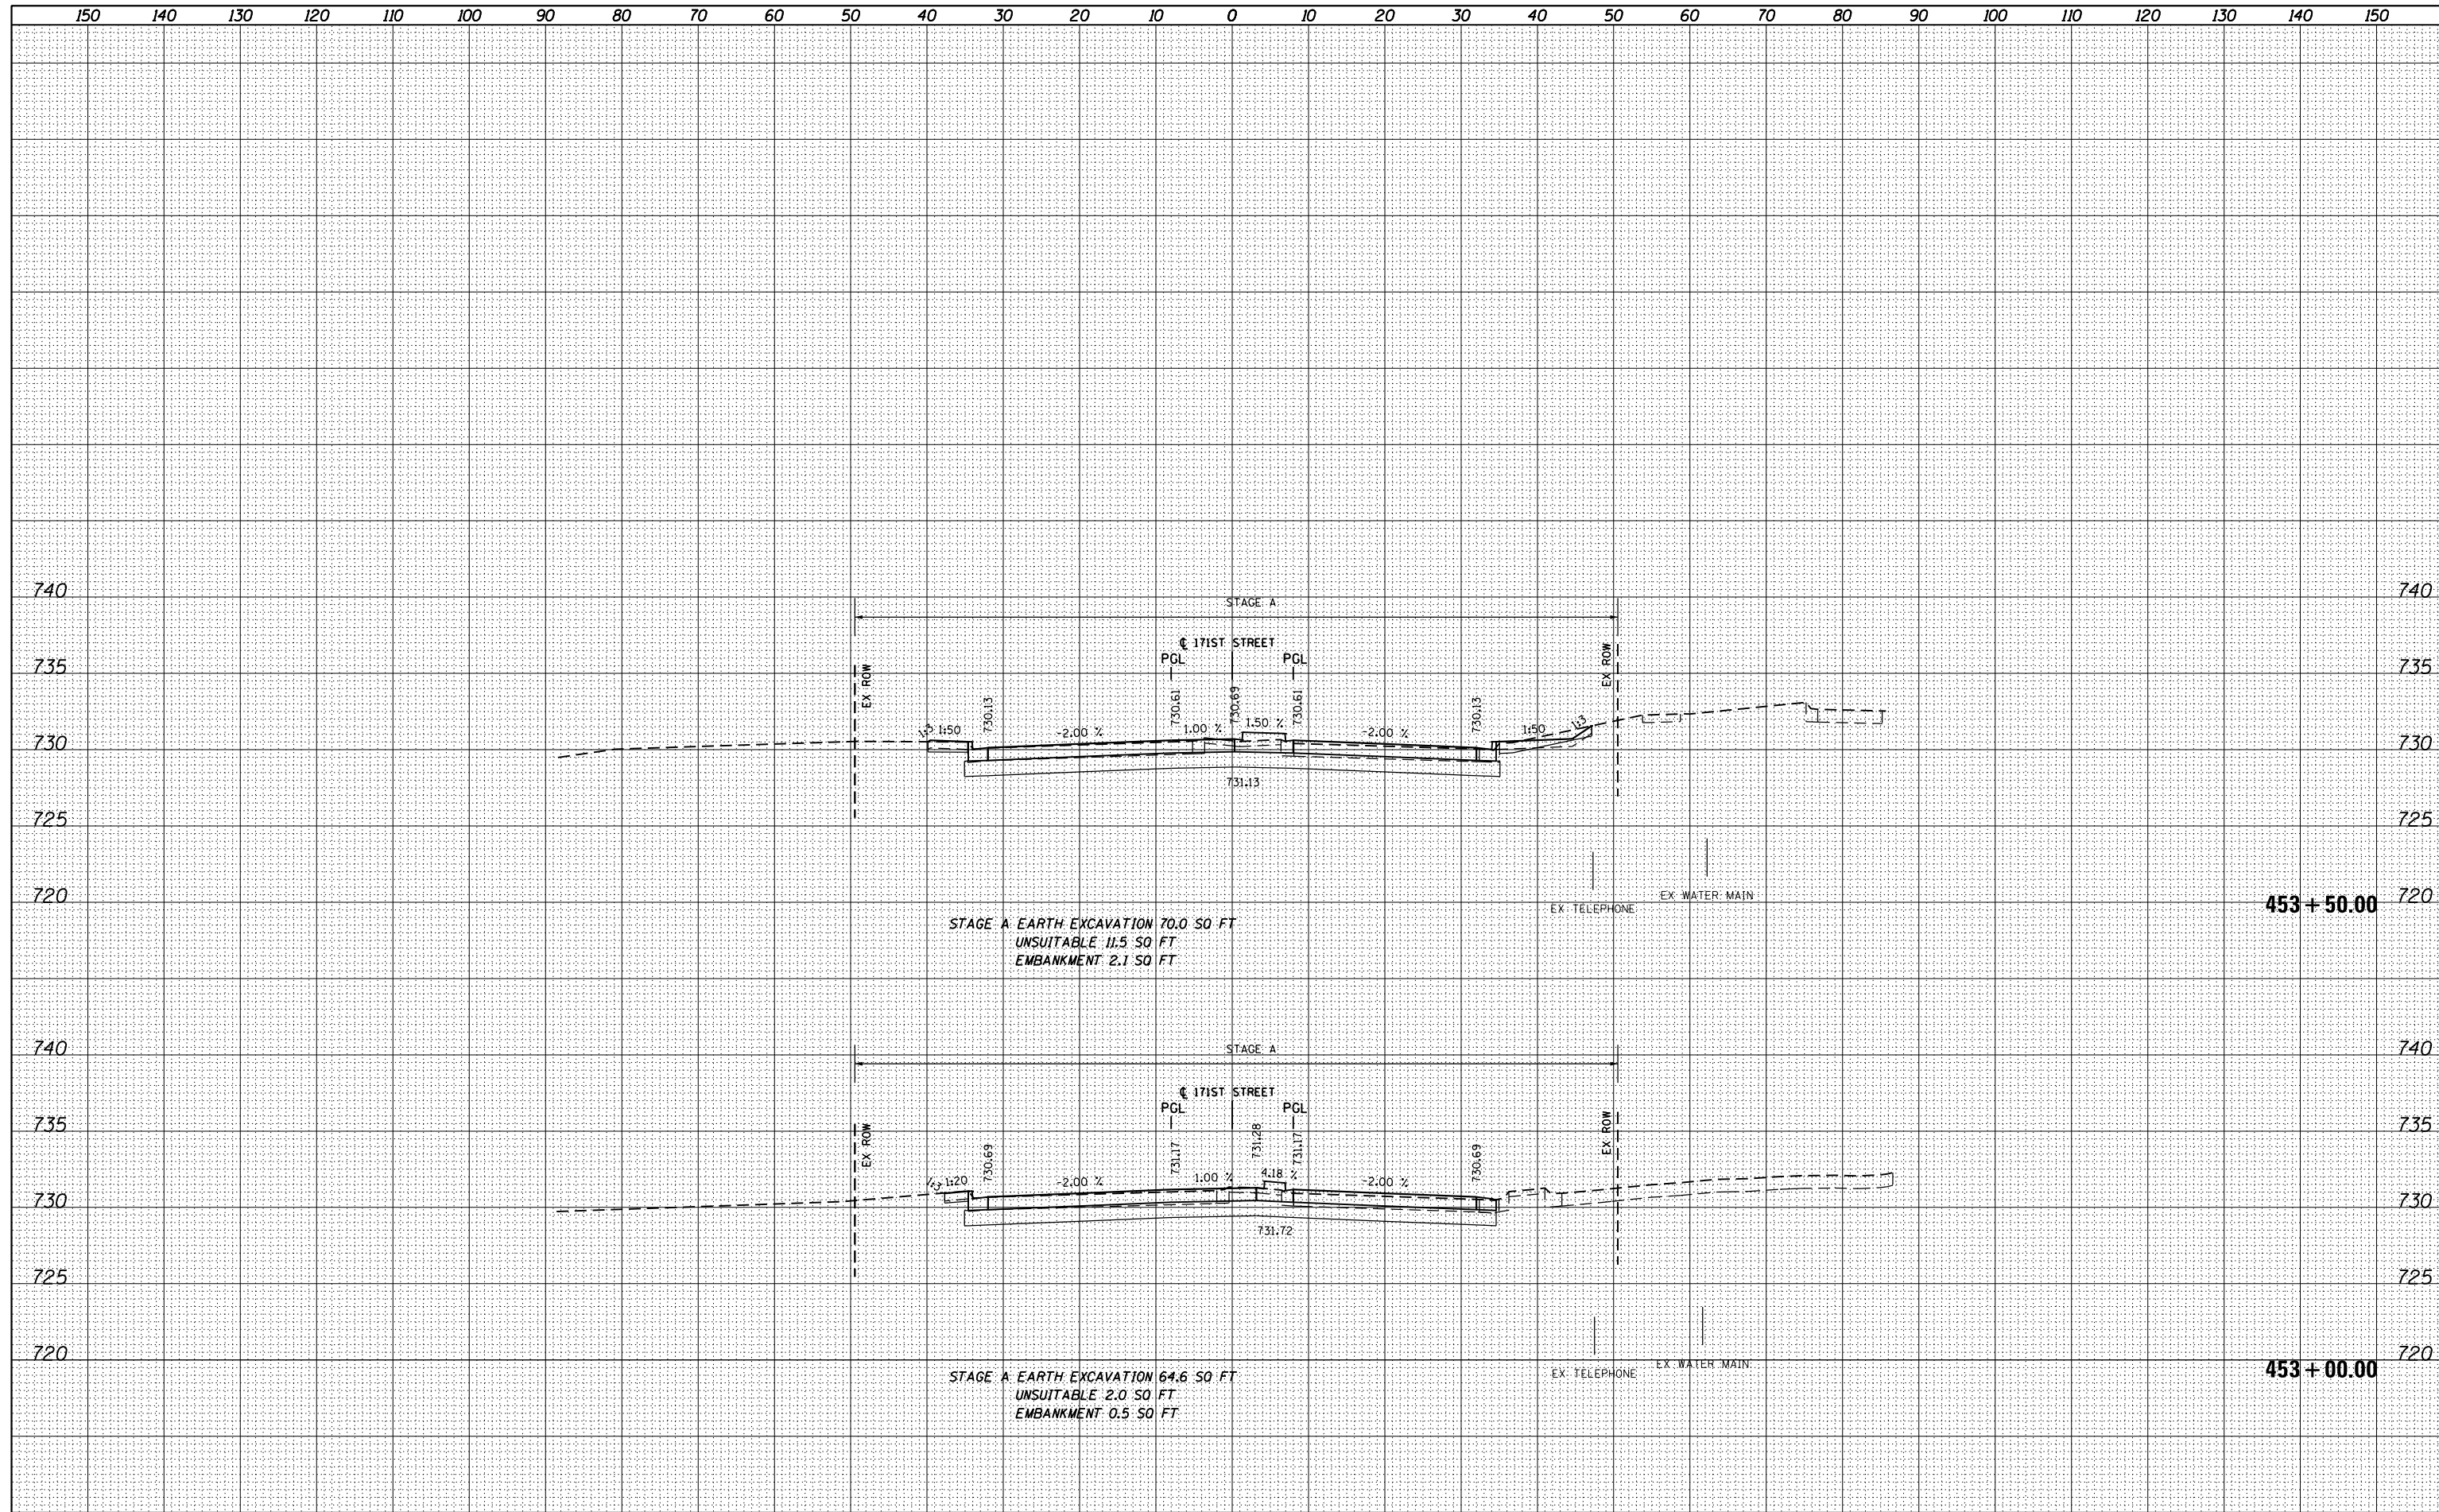 150 140 130 120 110 100 90 80 70 60 50 40 30 20 10 0 10 20 30 40 50 60 70 80 90 100 110 120 130 140 150
740 740
STAGE A
℄ 171ST STREET
735 735
PGL PGL
EX ROW EX ROW
730.13 730.61 730.69 730.61 730.13
1:3 1:50 -2.00 % 1.00 % 1.50 % -2.00 % 1:50 1:3
730 730
731.13
725 725
720 720
EX TELEPHONE EX WATER MAIN
453+50.00
STAGE A EARTH EXCAVATION 70.0 SQ FT
UNSUITABLE 11.5 SQ FT
EMBANKMENT 2.1 SQ FT
740 740
STAGE A
℄ 171ST STREET
PGL PGL
735 735
EX ROW EX ROW
730.69 731.17 731.28 731.17 730.69
1:3 1:20 -2.00 % 1.00 % 4.18 % -2.00 %
730 730
731.72
725 725
720 720
EX TELEPHONE EX WATER MAIN
453+00.00
STAGE A EARTH EXCAVATION 64.6 SQ FT
UNSUITABLE 2.0 SQ FT
EMBANKMENT 0.5 SQ FT